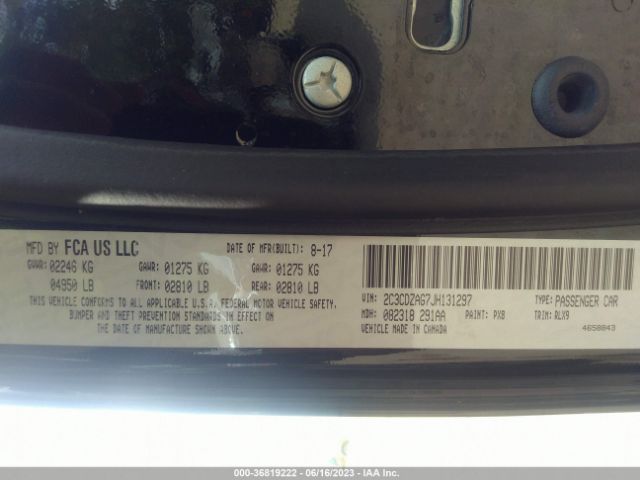 MFD BY FCA US LLC DATE OF MFR(BUILT): 8-17
GVWR: 02246 KG GAWR: 01275 KG GAWR: 01275 KG
04950 LB FRONT: 02810 LB REAR: 02810 LB
THIS VEHICLE CONFORMS TO ALL APPLICABLE U.S.A. FEDERAL MOTOR VEHICLE SAFETY,
BUMPER AND THEFT PREVENTION STANDARDS IN EFFECT ON THE
DATE OF MANUFACTURE SHOWN ABOVE.
VIN: 2C3CDZAG7JH131297 TYPE: PASSENGER CAR
MDH: 082318 291AA PAINT: PX8 TRIM: RLX9
VEHICLE MADE IN CANADA 4658843
000-36819222 - 06/16/2023 - IAA Inc.